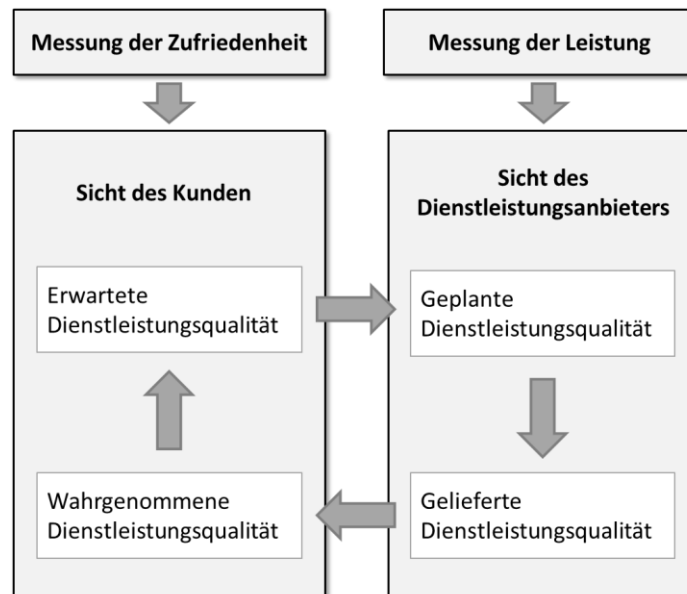 Messung der Zufriedenheit
Messung der Leistung
Sicht des Kunden
Erwartete
Dienstleistungsqualität
Wahrgenommene
Dienstleistungsqualität
Sicht des
Dienstleistungsanbieters
Geplante
Dienstleistungsqualität
Gelieferte
Dienstleistungsqualität